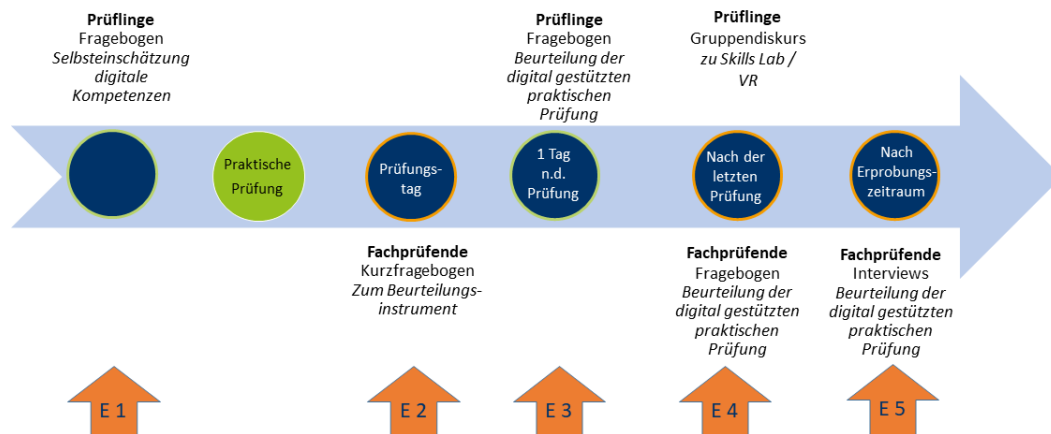 Prüflinge
Fragebogen
Selbsteinschätzung
digitale
Kompetenzen
Prüflinge
Fragebogen
Beurteilung der
digital gestützten
praktischen
Prüfung
Prüflinge
Gruppendiskurs
zu Skills Lab /
VR
Praktische
Prüfung
Prüfungs-
tag
1 Tag
n.d.
Prüfung
Nach der
letzten
Prüfung
Nach
Erprobungs-
zeitraum
Fachprüfende
Kurzfragebogen
Zum Beurteilungs-
instrument
Fachprüfende
Fragebogen
Beurteilung der
digital gestützten
praktischen
Prüfung
Fachprüfende
Interviews
Beurteilung der
digital gestützten
praktischen
Prüfung
E 1
E 2
E 3
E 4
E 5